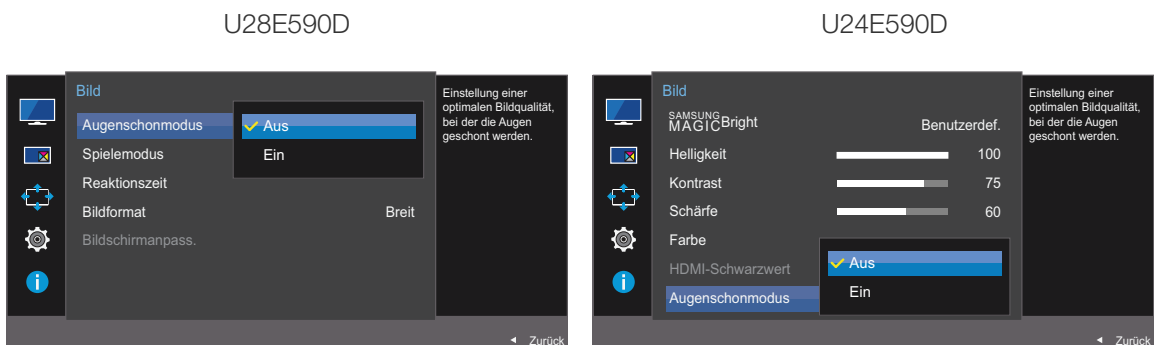 U28E590D
Bild
Augenschonmodus
Aus
Spielemodus
Ein
Reaktionszeit
Bildformat Breit
Bildschirmanpass.
Einstellung einer
optimalen Bildqualität,
bei der die Augen
geschont werden.
Zurück
U24E590D
Bild
SAMSUNG
MAGIC Bright Benutzerdef.
Helligkeit 100
Kontrast 75
Schärfe 60
Farbe
HDMI-Schwarzwert
Aus
Augenschonmodus
Ein
Einstellung einer
optimalen Bildqualität,
bei der die Augen
geschont werden.
Zurück